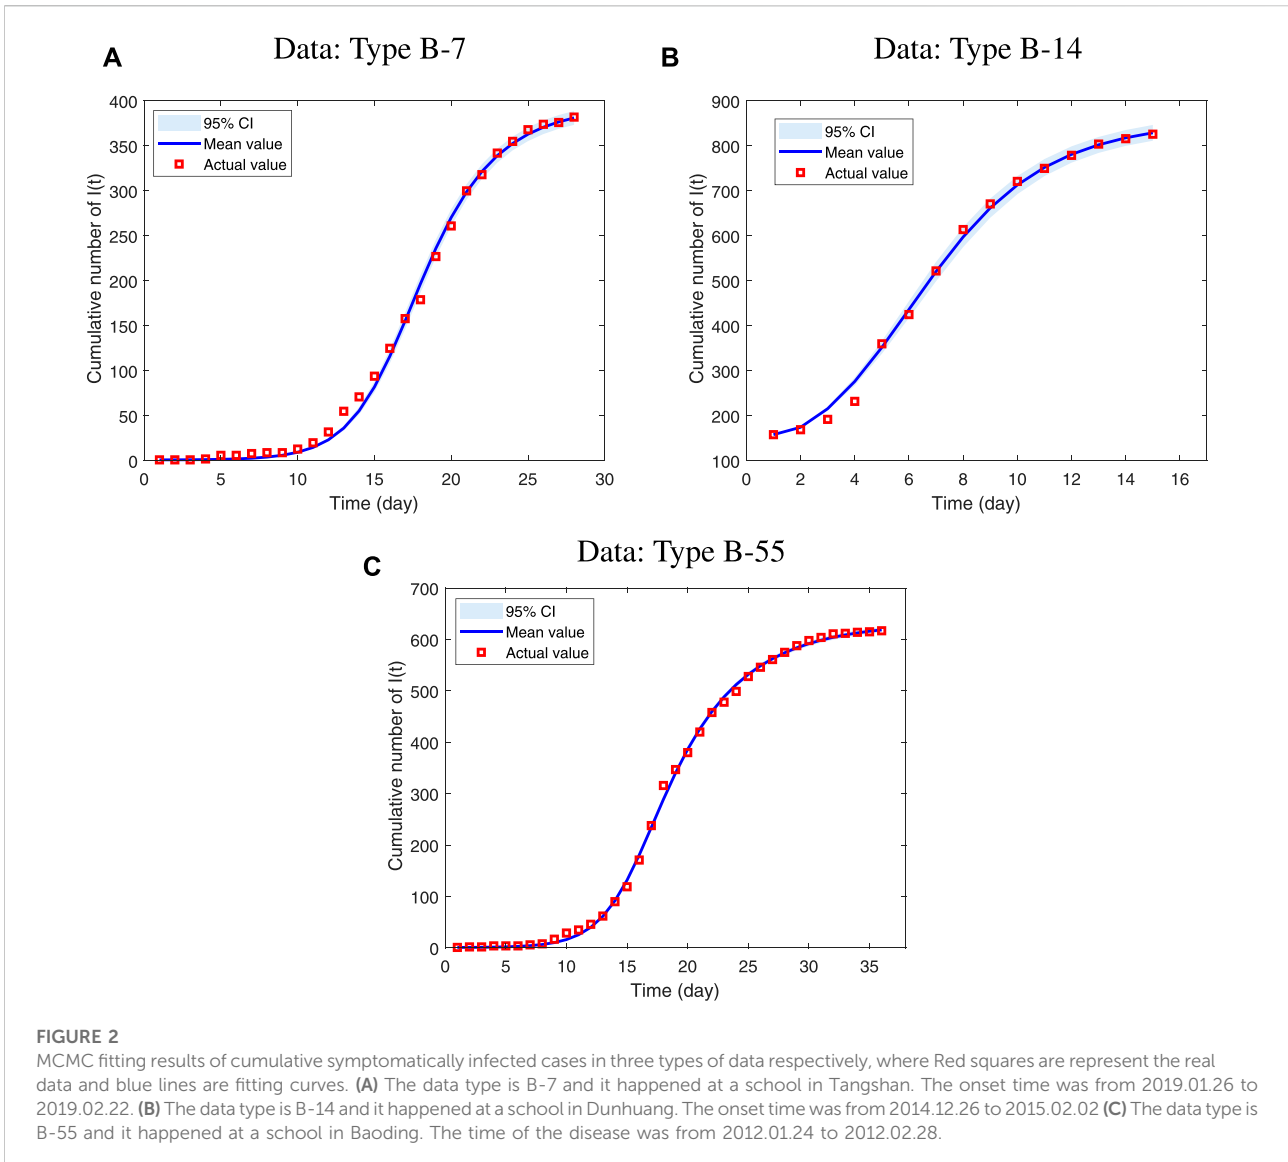 A
Data: Type B-7
400
350
300
250
200
150
100
50
0
0 5 10 15 20 25 30
Cumulative number of I(t)
Time (day)
95% CI
Mean value
Actual value
B
Data: Type B-14
900
800
700
600
500
400
300
200
100
0 2 4 6 8 10 12 14 16
Cumulative number of I(t)
Time (day)
95% CI
Mean value
Actual value
C
Data: Type B-55
700
600
500
400
300
200
100
0
0 5 10 15 20 25 30 35
Cumulative number of I(t)
Time (day)
95% CI
Mean value
Actual value
FIGURE 2
MCMC fitting results of cumulative symptomatically infected cases in three types of data respectively, where Red squares are represent the real
data and blue lines are fitting curves. (A) The data type is B-7 and it happened at a school in Tangshan. The onset time was from 2019.01.26 to
2019.02.22. (B) The data type is B-14 and it happened at a school in Dunhuang. The onset time was from 2014.12.26 to 2015.02.02 (C) The data type is
B-55 and it happened at a school in Baoding. The time of the disease was from 2012.01.24 to 2012.02.28.